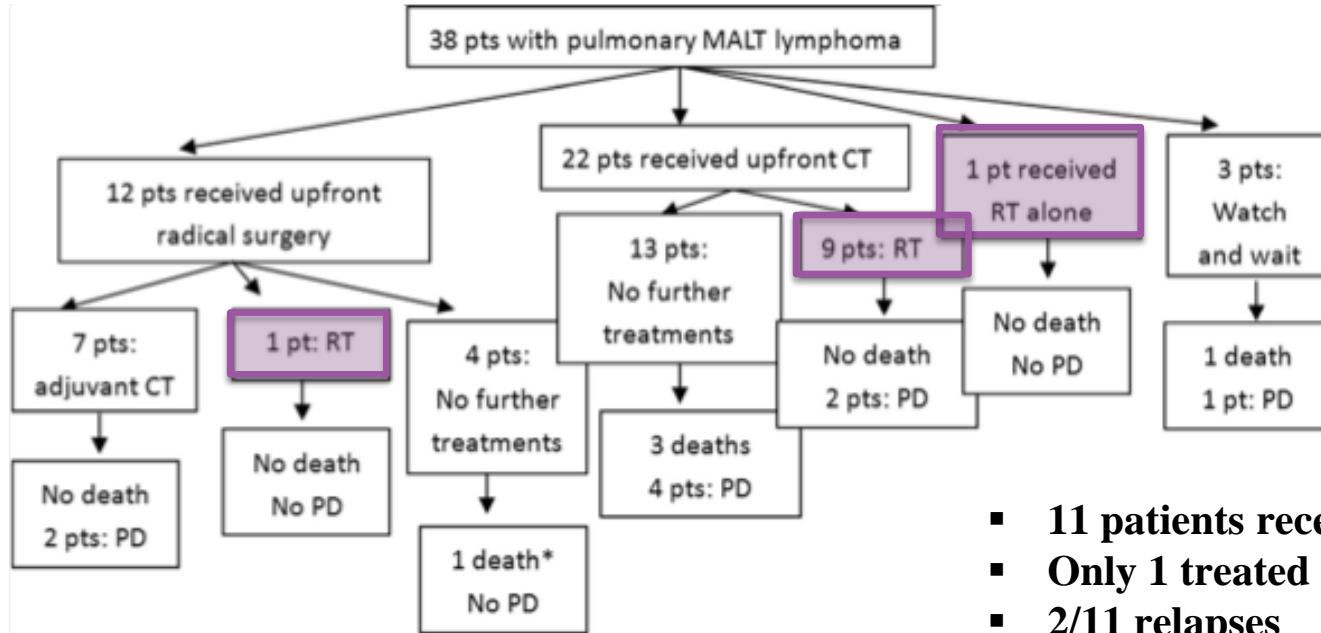 38 pts with pulmonary MALT lymphoma
12 pts received upfront
radical surgery
22 pts received upfront CT
1 pt received
RT alone
3 pts:
Watch
and wait
7 pts:
adjuvant CT
1 pt: RT
4 pts:
No further
treatments
13 pts:
No further
treatments
9 pts: RT
No death
2 pts: PD
No death
No PD
1 death*
No PD
3 deaths
4 pts: PD
No death
2 pts: PD
No death
No PD
1 death
1 pt: PD
▪ 11 patients rece
▪ Only 1 treated
▪ 2/11 relapses